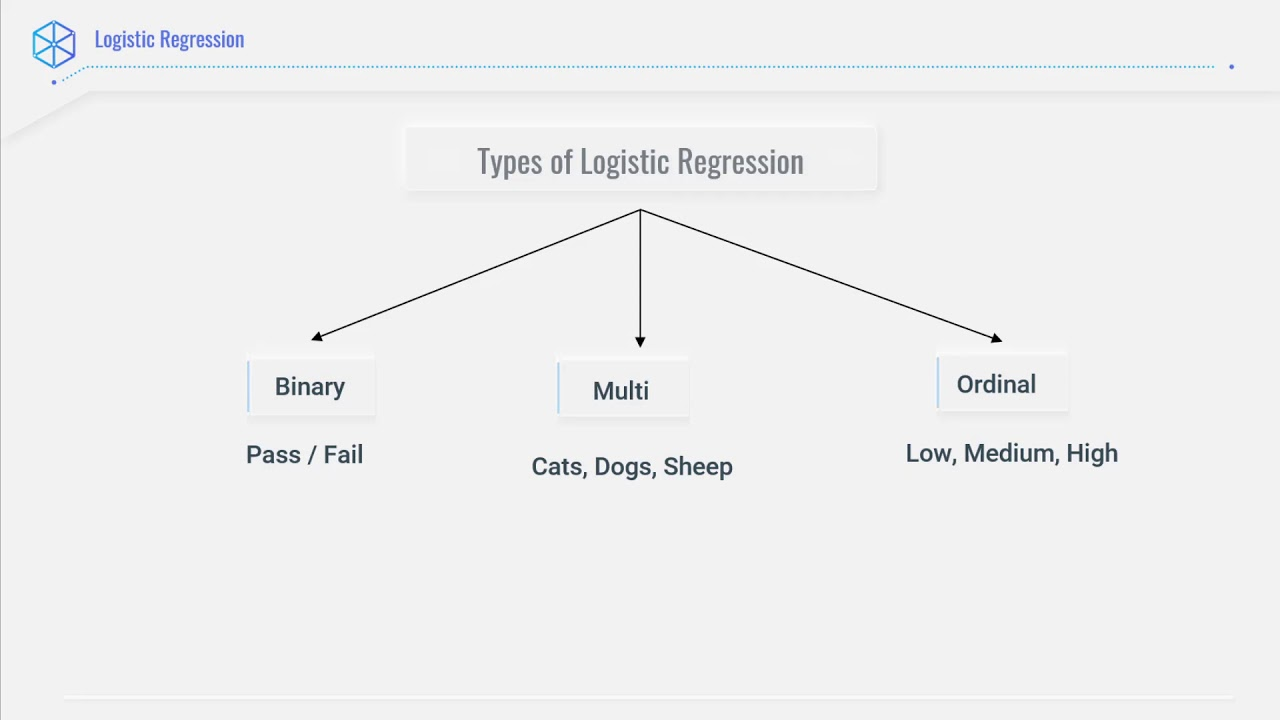 Logistic Regression
Types of Logistic Regression
Binary
Multi
Ordinal
Pass / Fail
Cats, Dogs, Sheep
Low, Medium, High